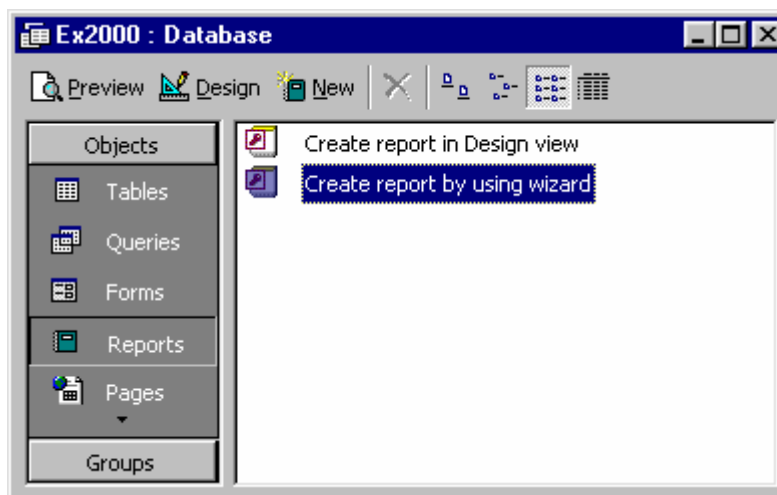 Ex2000 : Database
Preview Design New
Objects
Tables
Queries
Forms
Reports
Pages
Groups
Create report in Design view
Create report by using wizard